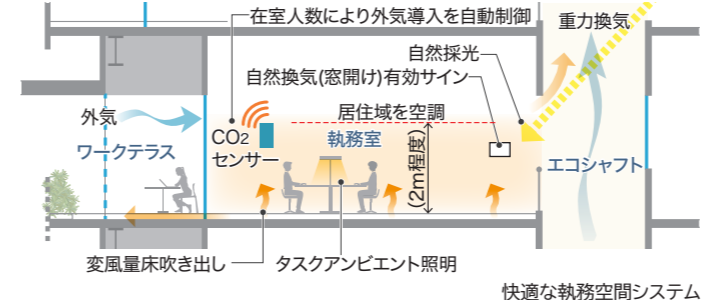 在室人数により外気導入を自動制御
重力換気
自然採光
自然換気(窓開け)有効サイン
外気
居住域を空調
CO2
センサー
執務室
ワークテラス
(2m程度)
エコシャフト
変風量床吹き出し
タスクアンビエント照明
快適な執務空間システム